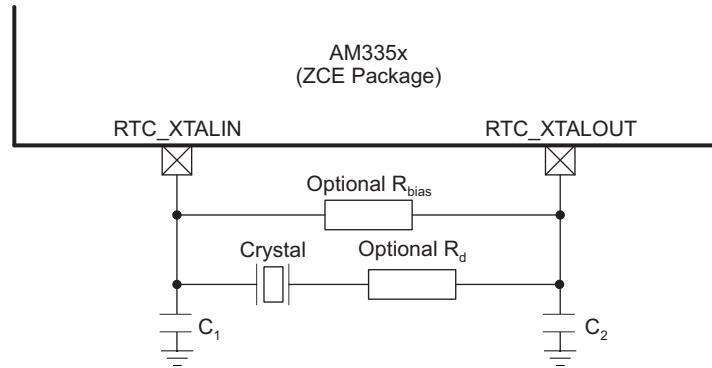 AM335x
(ZCE Package)
RTC_XTALIN
RTC_XTALOUT
Optional Rbias
Crystal
Optional Rd
C1
C2